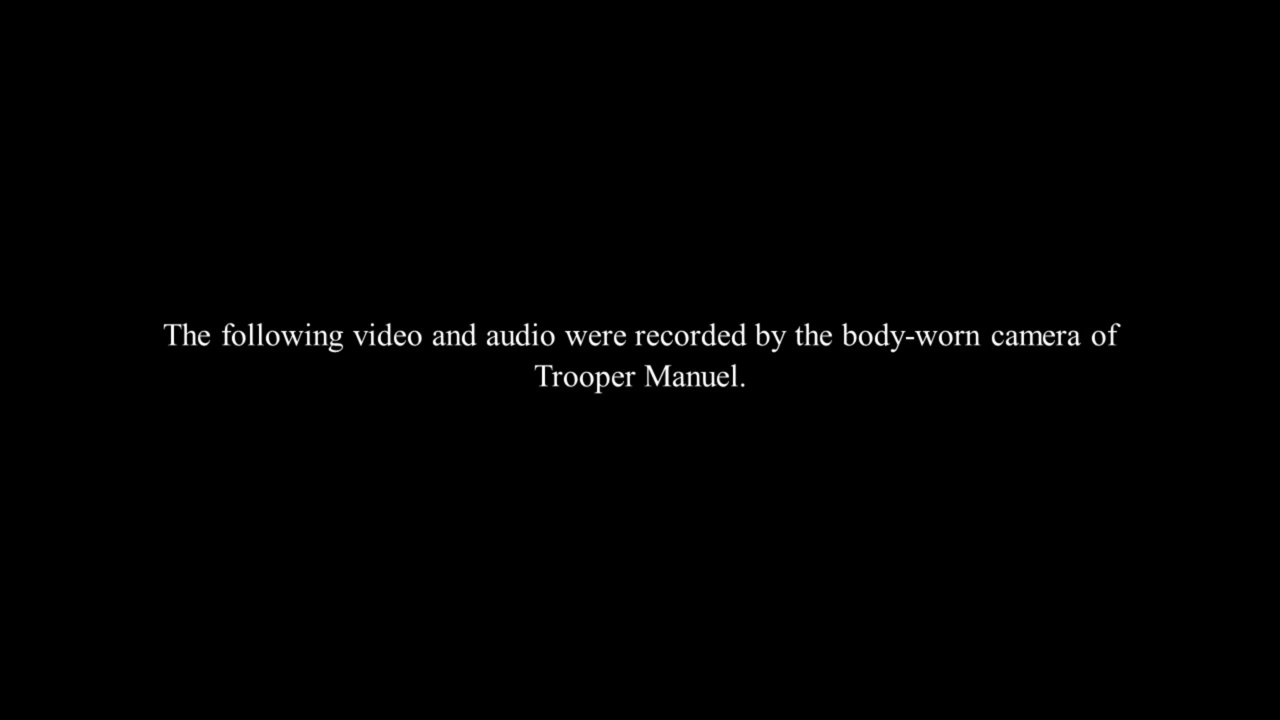 The following video and audio were recorded by the body-worn camera of
Trooper Manuel.